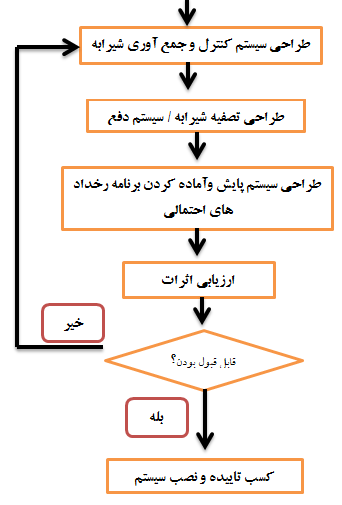 طراحی سیستم کنترل و جمع آوری شیرابه
طراحی تصفیه شیرابه / سیستم دفع
طراحی سیستم پایش وآماده کردن برنامه رخداد
های احتمالی
ارزیابی اثرات
خیر
قابل قبول بودن؟
بله
کسب تاییده و نصب سیستم